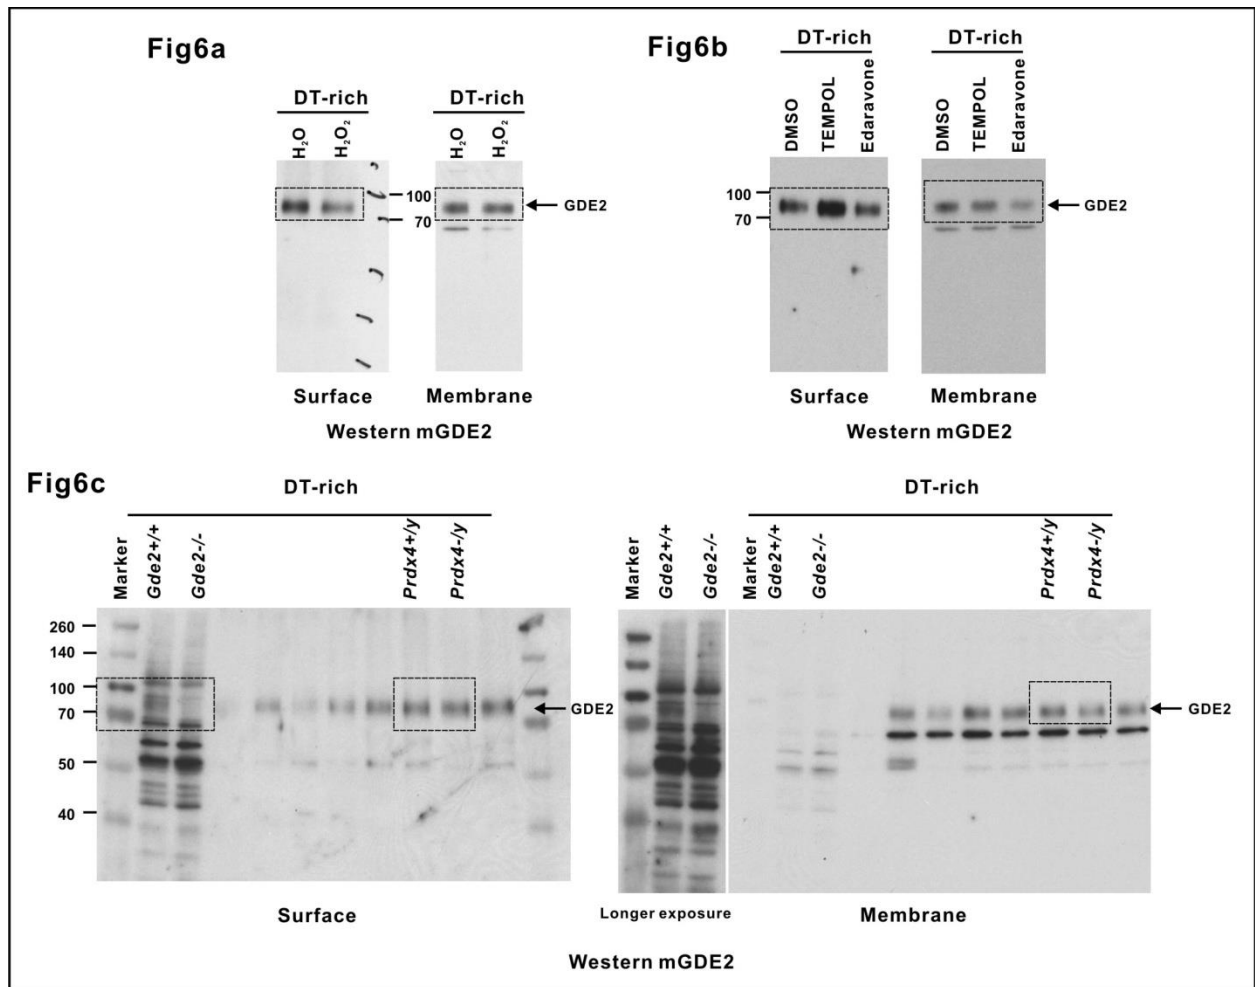 Fig6a
DT-rich
H₂O
H₂O₂
DT-rich
H₂O
H₂O₂
100
70
GDE2
Surface
Membrane
Western mGDE2
Fig6b
DT-rich
DMSO
TEMPOL
Edaravone
DT-rich
DMSO
TEMPOL
Edaravone
100
70
GDE2
Surface
Membrane
Western mGDE2
Fig6c
DT-rich
Marker
Gde2+/+
Gde2-/-
Prdx4+/y
Prdx4-/y
260
140
100
70
50
40
GDE2
Surface
DT-rich
Marker
Gde2+/+
Gde2-/-
Marker
Gde2+/+
Gde2-/-
Prdx4+/y
Prdx4-/y
GDE2
Longer exposure
Membrane
Western mGDE2